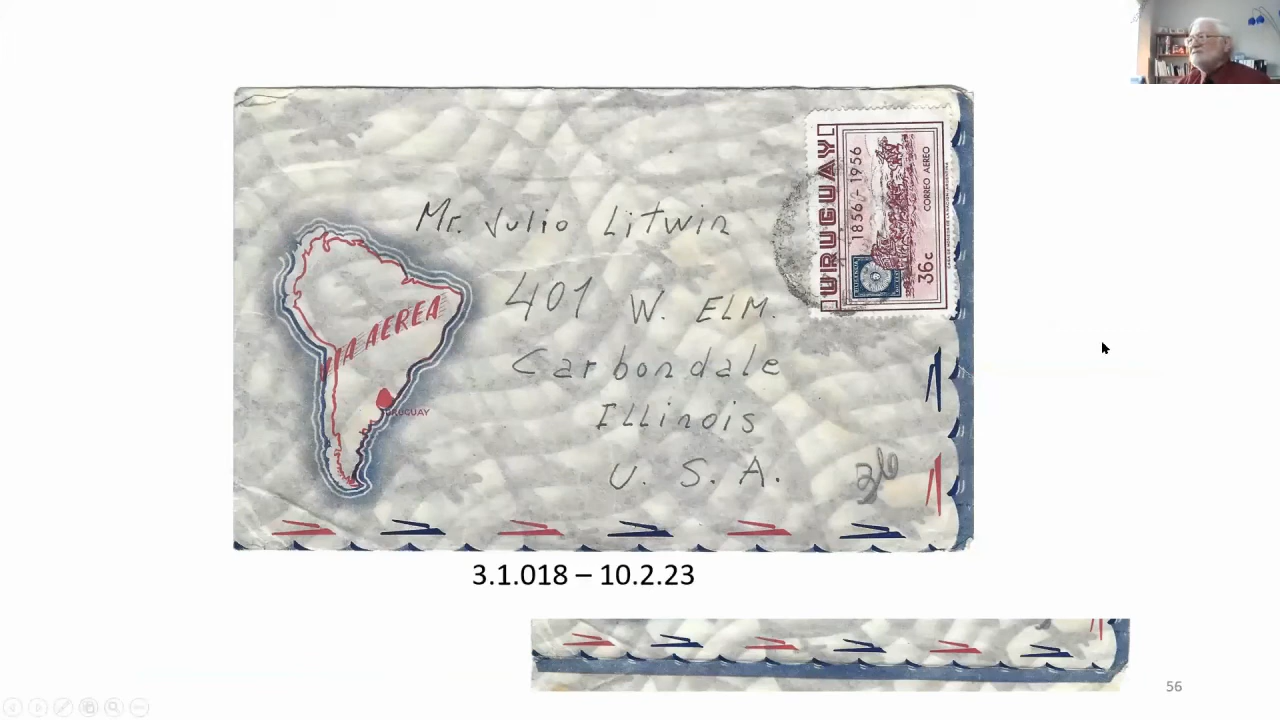 URUGUAY
1856 - 1956
CORREO AEREO
36c
Mr. Julio Litwin
401 W. ELM.
Carbondale
Illinois
U. S. A.
VIA AEREA
URUGUAY
36
3.1.018 – 10.2.23
56